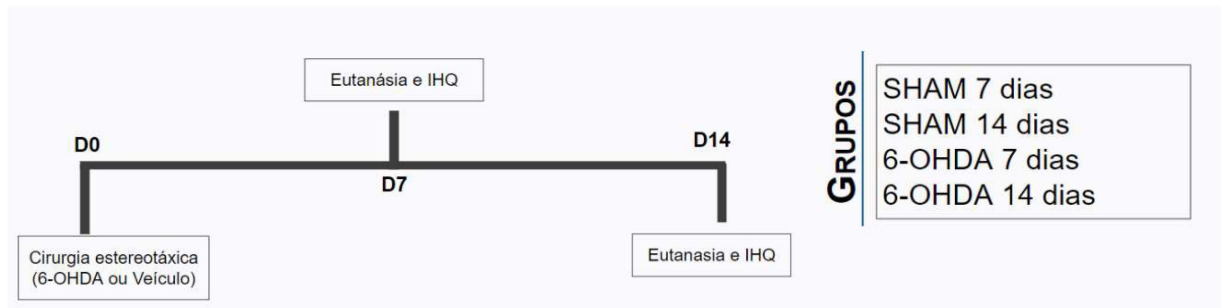 Eutanásia e IHQ
D0
D14
D7
Cirurgia estereotáxica
(6-OHDA ou Veículo)
Eutanasia e IHQ
GRUPOS
SHAM 7 dias
SHAM 14 dias
6-OHDA 7 dias
6-OHDA 14 dias